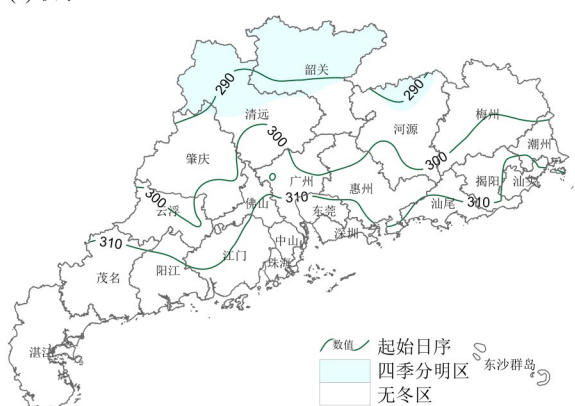 290
韶关
290
清远
300
河源
梅州
潮州
肇庆
300
广州
惠州
揭阳
汕头
300
云浮
佛山
310
东莞
汕尾
310
深圳
310
江门
中山
珠海
阳江
茂名
湛江
数值 起始日序
四季分明区
东沙群岛
无冬区